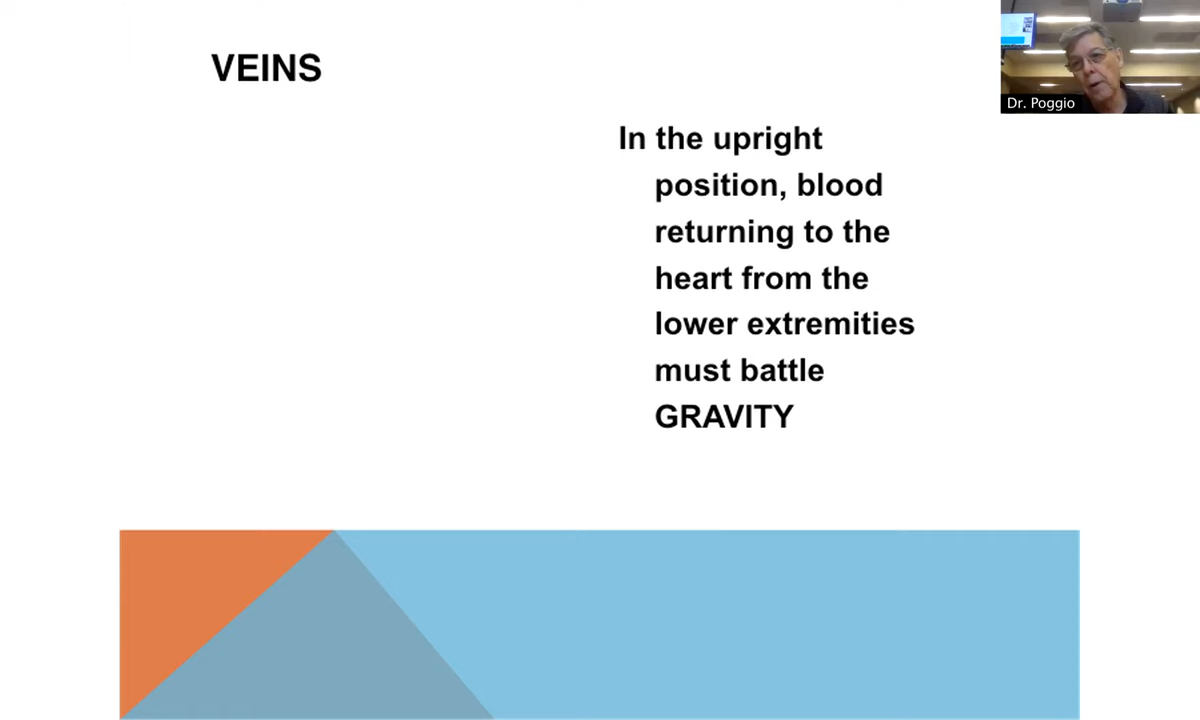 VEINS
Dr. Poggio
In the upright
position, blood
returning to the
heart from the
lower extremities
must battle
GRAVITY